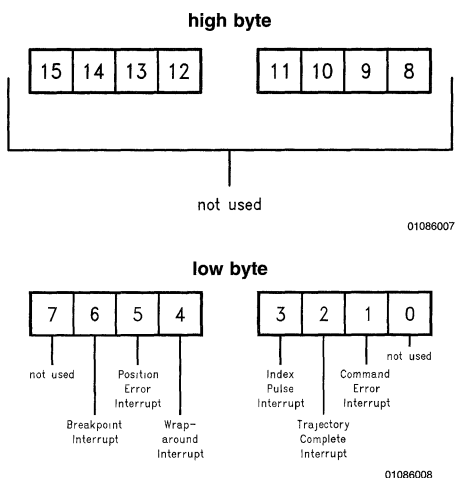 high byte
15 14 13 12 11 10 9 8
not used
01086007
low byte
7 6 5 4 3 2 1 0
not used
Breakpoint
Interrupt
Position
Error
Interrupt
Wrap-
around
Interrupt
Index
Pulse
Interrupt
Trajectory
Complete
Interrupt
Command
Error
Interrupt
not used
01086008